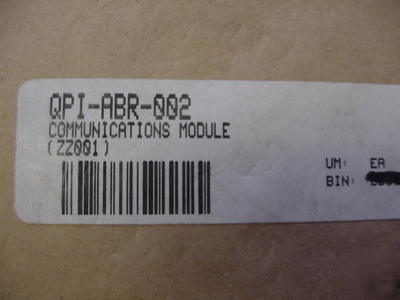 QPI-ABR-002
COMMUNICATIONS MODULE
(ZZ001)
UM: EA
BIN: